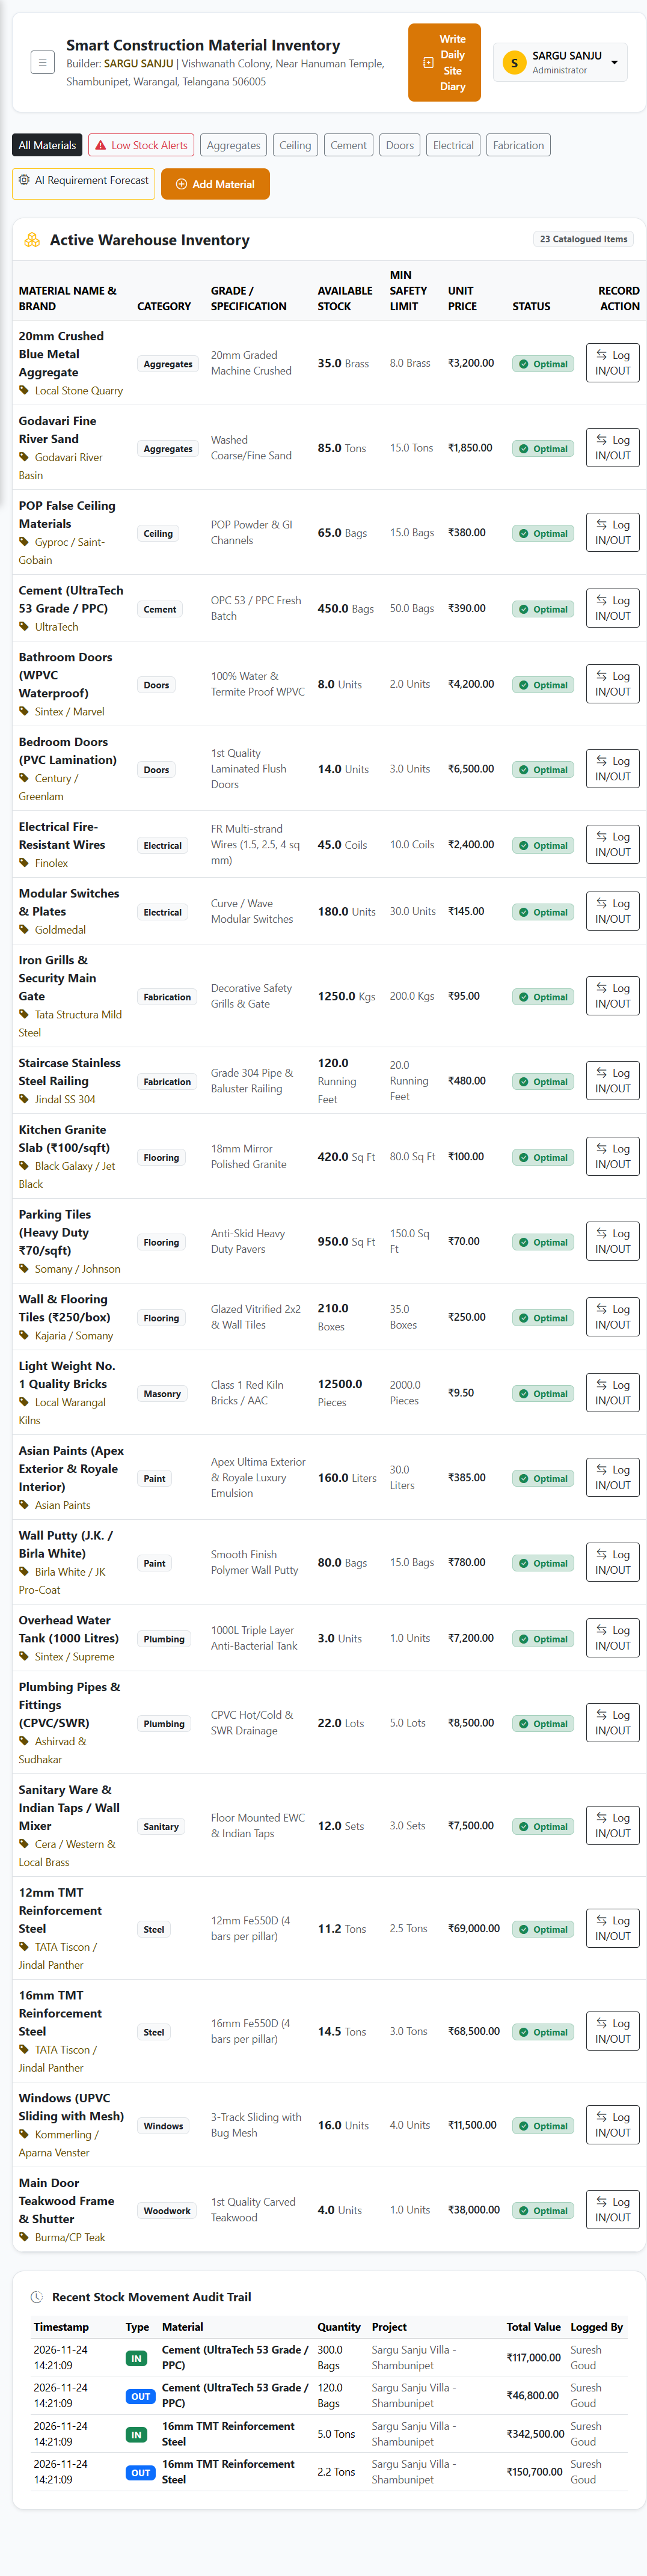 Smart Construction Material Inventory
Builder: SARGU SANJU | Vishwanath Colony, Near Hanuman Temple,
Shambunipet, Warangal, Telangana 506005
Write
Daily
Site
Diary
S
SARGU SANJU
Administrator
All Materials
Low Stock Alerts
Aggregates
Ceiling
Cement
Doors
Electrical
Fabrication
AI Requirement Forecast
Add Material
Active Warehouse Inventory
23 Catalogued Items
MATERIAL NAME &
BRAND
CATEGORY
GRADE /
SPECIFICATION
AVAILABLE
STOCK
MIN
SAFETY
LIMIT
UNIT
PRICE
STATUS
RECORD
ACTION
20mm Crushed
Blue Metal
Aggregate
Local Stone Quarry
Aggregates
20mm Graded
Machine Crushed
35.0 Brass
8.0 Brass
₹3,200.00
Optimal
Log
IN/OUT
Godavari Fine
River Sand
Godavari River
Basin
Aggregates
Washed
Coarse/Fine Sand
85.0 Tons
15.0 Tons
₹1,850.00
Optimal
Log
IN/OUT
POP False Ceiling
Materials
Gyproc / Saint-
Gobain
Ceiling
POP Powder & GI
Channels
65.0 Bags
15.0 Bags
₹380.00
Optimal
Log
IN/OUT
Cement (UltraTech
53 Grade / PPC)
UltraTech
Cement
OPC 53 / PPC Fresh
Batch
450.0 Bags
50.0 Bags
₹390.00
Optimal
Log
IN/OUT
Bathroom Doors
(WPVC
Waterproof)
Sintex / Marvel
Doors
100% Water &
Termite Proof WPVC
8.0 Units
2.0 Units
₹4,200.00
Optimal
Log
IN/OUT
Bedroom Doors
(PVC Lamination)
Century /
Greenlam
Doors
1st Quality
Laminated Flush
Doors
14.0 Units
3.0 Units
₹6,500.00
Optimal
Log
IN/OUT
Electrical Fire-
Resistant Wires
Finolex
Electrical
FR Multi-strand
Wires (1.5, 2.5, 4 sq
mm)
45.0 Coils
10.0 Coils
₹2,400.00
Optimal
Log
IN/OUT
Modular Switches
& Plates
Goldmedal
Electrical
Curve / Wave
Modular Switches
180.0 Units
30.0 Units
₹145.00
Optimal
Log
IN/OUT
Iron Grills &
Security Main
Gate
Tata Structura Mild
Steel
Fabrication
Decorative Safety
Grills & Gate
1250.0 Kgs
200.0 Kgs
₹95.00
Optimal
Log
IN/OUT
Staircase Stainless
Steel Railing
Jindal SS 304
Fabrication
Grade 304 Pipe &
Baluster Railing
120.0
Running
Feet
20.0
Running
Feet
₹480.00
Optimal
Log
IN/OUT
Kitchen Granite
Slab (₹100/sqft)
Black Galaxy / Jet
Black
Flooring
18mm Mirror
Polished Granite
420.0 Sq Ft
80.0 Sq Ft
₹100.00
Optimal
Log
IN/OUT
Parking Tiles
(Heavy Duty
₹70/sqft)
Somany / Johnson
Flooring
Anti-Skid Heavy
Duty Pavers
950.0 Sq Ft
150.0 Sq
Ft
₹70.00
Optimal
Log
IN/OUT
Wall & Flooring
Tiles (₹250/box)
Kajaria / Somany
Flooring
Glazed Vitrified 2x2
& Wall Tiles
210.0
Boxes
35.0
Boxes
₹250.00
Optimal
Log
IN/OUT
Light Weight No.
1 Quality Bricks
Local Warangal
Kilns
Masonry
Class 1 Red Kiln
Bricks / AAC
12500.0
Pieces
2000.0
Pieces
₹9.50
Optimal
Log
IN/OUT
Asian Paints (Apex
Exterior & Royale
Interior)
Asian Paints
Paint
Apex Ultima Exterior
& Royale Luxury
Emulsion
160.0 Liters
30.0
Liters
₹385.00
Optimal
Log
IN/OUT
Wall Putty (J.K. /
Birla White)
Birla White / JK
Pro-Coat
Paint
Smooth Finish
Polymer Wall Putty
80.0 Bags
15.0 Bags
₹780.00
Optimal
Log
IN/OUT
Overhead Water
Tank (1000 Litres)
Sintex / Supreme
Plumbing
1000L Triple Layer
Anti-Bacterial Tank
3.0 Units
1.0 Units
₹7,200.00
Optimal
Log
IN/OUT
Plumbing Pipes &
Fittings
(CPVC/SWR)
Ashirvad &
Sudhakar
Plumbing
CPVC Hot/Cold &
SWR Drainage
22.0 Lots
5.0 Lots
₹8,500.00
Optimal
Log
IN/OUT
Sanitary Ware &
Indian Taps / Wall
Mixer
Cera / Western &
Local Brass
Sanitary
Floor Mounted EWC
& Indian Taps
12.0 Sets
3.0 Sets
₹7,500.00
Optimal
Log
IN/OUT
12mm TMT
Reinforcement
Steel
TATA Tiscon /
Jindal Panther
Steel
12mm Fe550D (4
bars per pillar)
11.2 Tons
2.5 Tons
₹69,000.00
Optimal
Log
IN/OUT
16mm TMT
Reinforcement
Steel
TATA Tiscon /
Jindal Panther
Steel
16mm Fe550D (4
bars per pillar)
14.5 Tons
3.0 Tons
₹68,500.00
Optimal
Log
IN/OUT
Windows (UPVC
Sliding with Mesh)
Kommerling /
Aparna Venster
Windows
3-Track Sliding with
Bug Mesh
16.0 Units
4.0 Units
₹11,500.00
Optimal
Log
IN/OUT
Main Door
Teakwood Frame
& Shutter
Burma/CP Teak
Woodwork
1st Quality Carved
Teakwood
4.0 Units
1.0 Units
₹38,000.00
Optimal
Log
IN/OUT
Recent Stock Movement Audit Trail
Timestamp
Type
Material
Quantity
Project
Total Value
Logged By
2026-11-24
14:21:09
IN
Cement (UltraTech 53 Grade /
PPC)
300.0
Bags
Sargu Sanju Villa -
Shambunipet
₹117,000.00
Suresh
Goud
2026-11-24
14:21:09
OUT
Cement (UltraTech 53 Grade /
PPC)
120.0
Bags
Sargu Sanju Villa -
Shambunipet
₹46,800.00
Suresh
Goud
2026-11-24
14:21:09
IN
16mm TMT Reinforcement
Steel
5.0 Tons
Sargu Sanju Villa -
Shambunipet
₹342,500.00
Suresh
Goud
2026-11-24
14:21:09
OUT
16mm TMT Reinforcement
Steel
2.2 Tons
Sargu Sanju Villa -
Shambunipet
₹150,700.00
Suresh
Goud